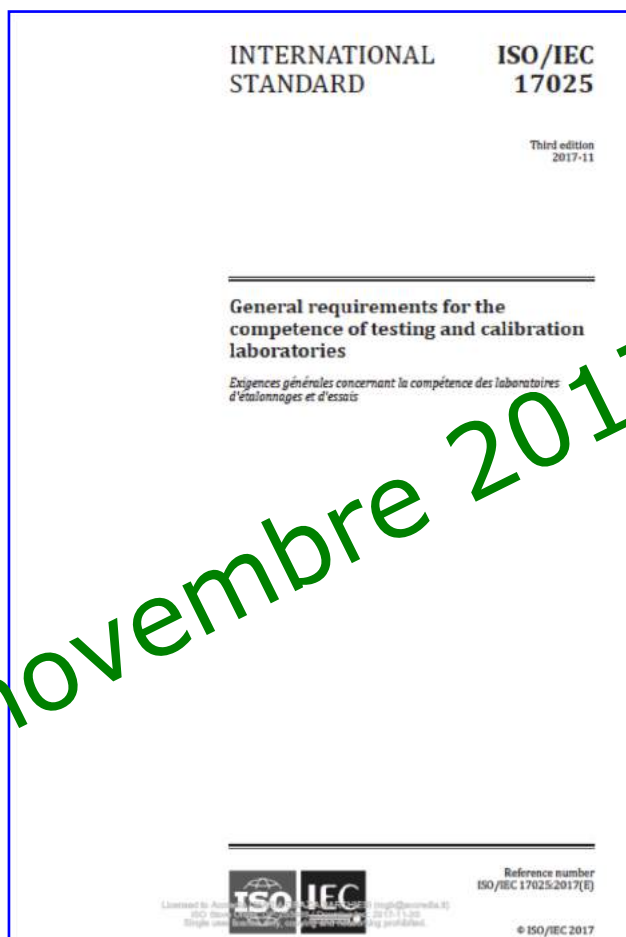 INTERNATIONAL
STANDARD
ISO/IEC
17025
Third edition
2017-11
General requirements for the
competence of testing and calibration
laboratories
Exigences générales concernant la compétence des laboratoires
d'étalonnages et d'essais
novembre 201
ISO IEC
Reference number
ISO/IEC 17025:2017(E)
© ISO/IEC 2017